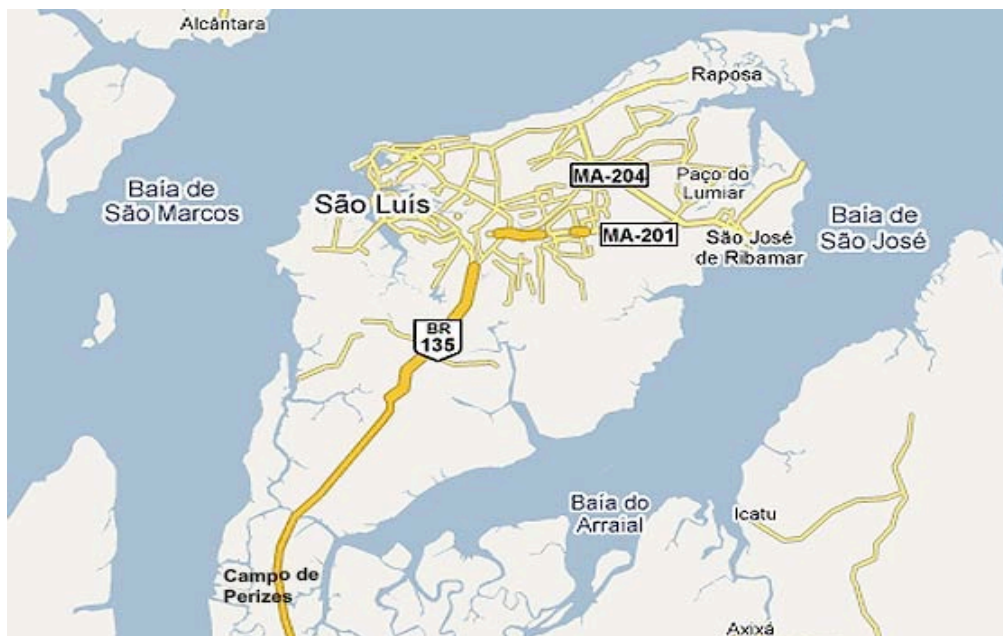 Alcântara
Raposa
MA-204
Paço do
Lumiar
Baía de
São Marcos
São Luís
Baía de
São José
MA-201
São José
de Ribamar
BR
135
Baía do
Arraial
Icatu
Campo de
Perizes
Axixá